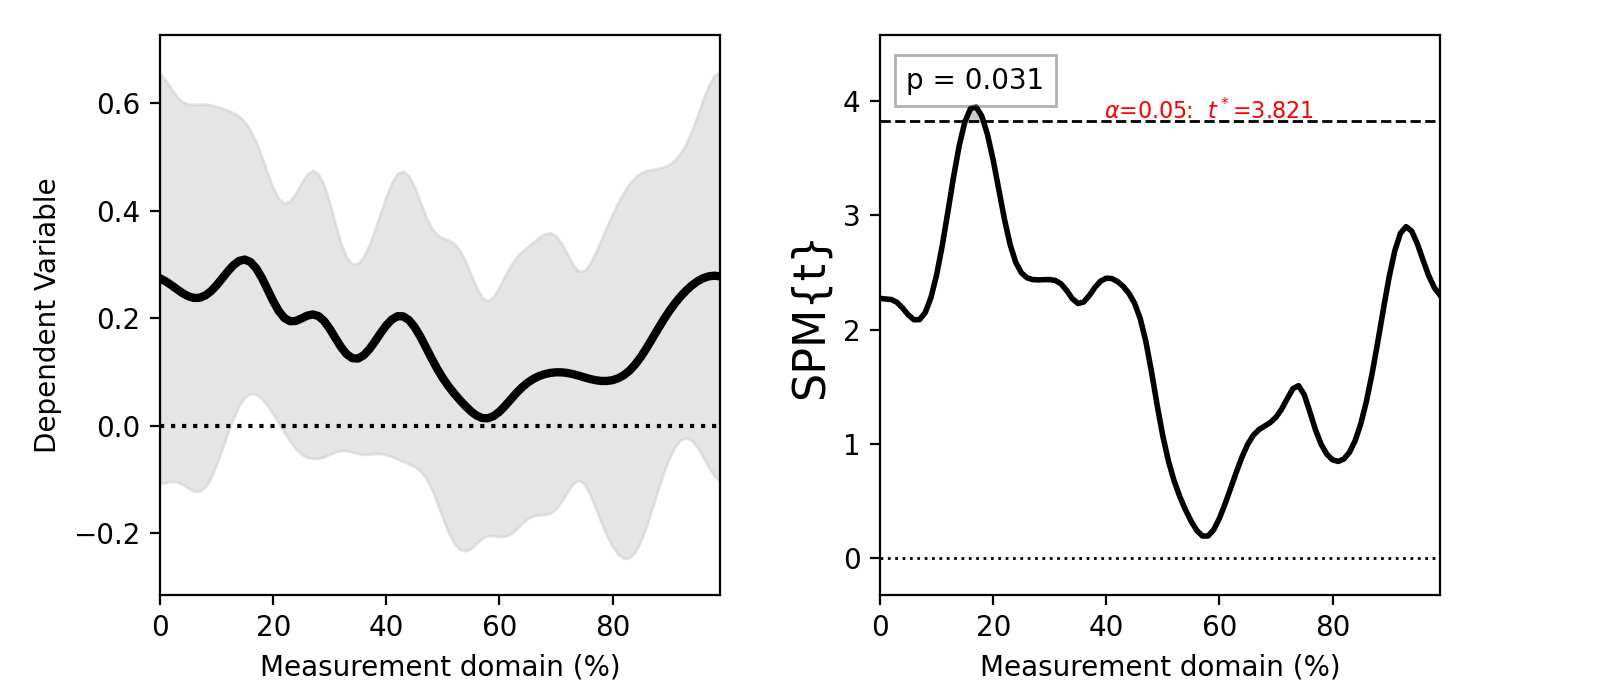 0.6
0.4
0.2
0.0
−0.2
0 20 40 60 80
Dependent Variable
Measurement domain (%)
p = 0.031
α=0.05: t*=3.821
4
3
2
1
0
0 20 40 60 80
SPM{t}
Measurement domain (%)